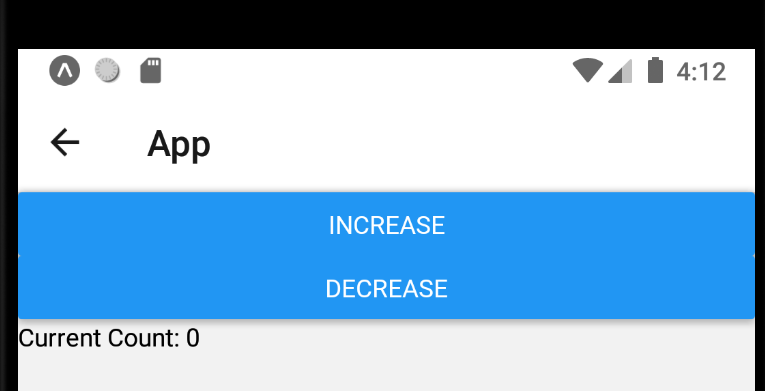 4:12
App
INCREASE
DECREASE
Current Count: 0